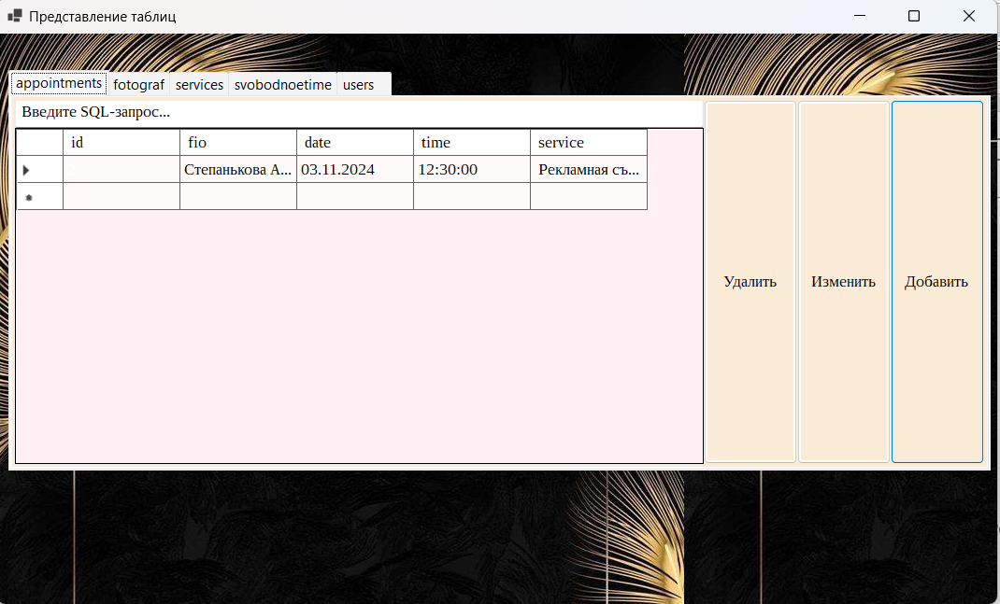 Представление таблиц
appointments fotograf services svobodnoetime users
Введите SQL-запрос...
id fio date time service
Степанькова А... 03.11.2024 12:30:00 Рекламная съ...
Удалить Изменить Добавить